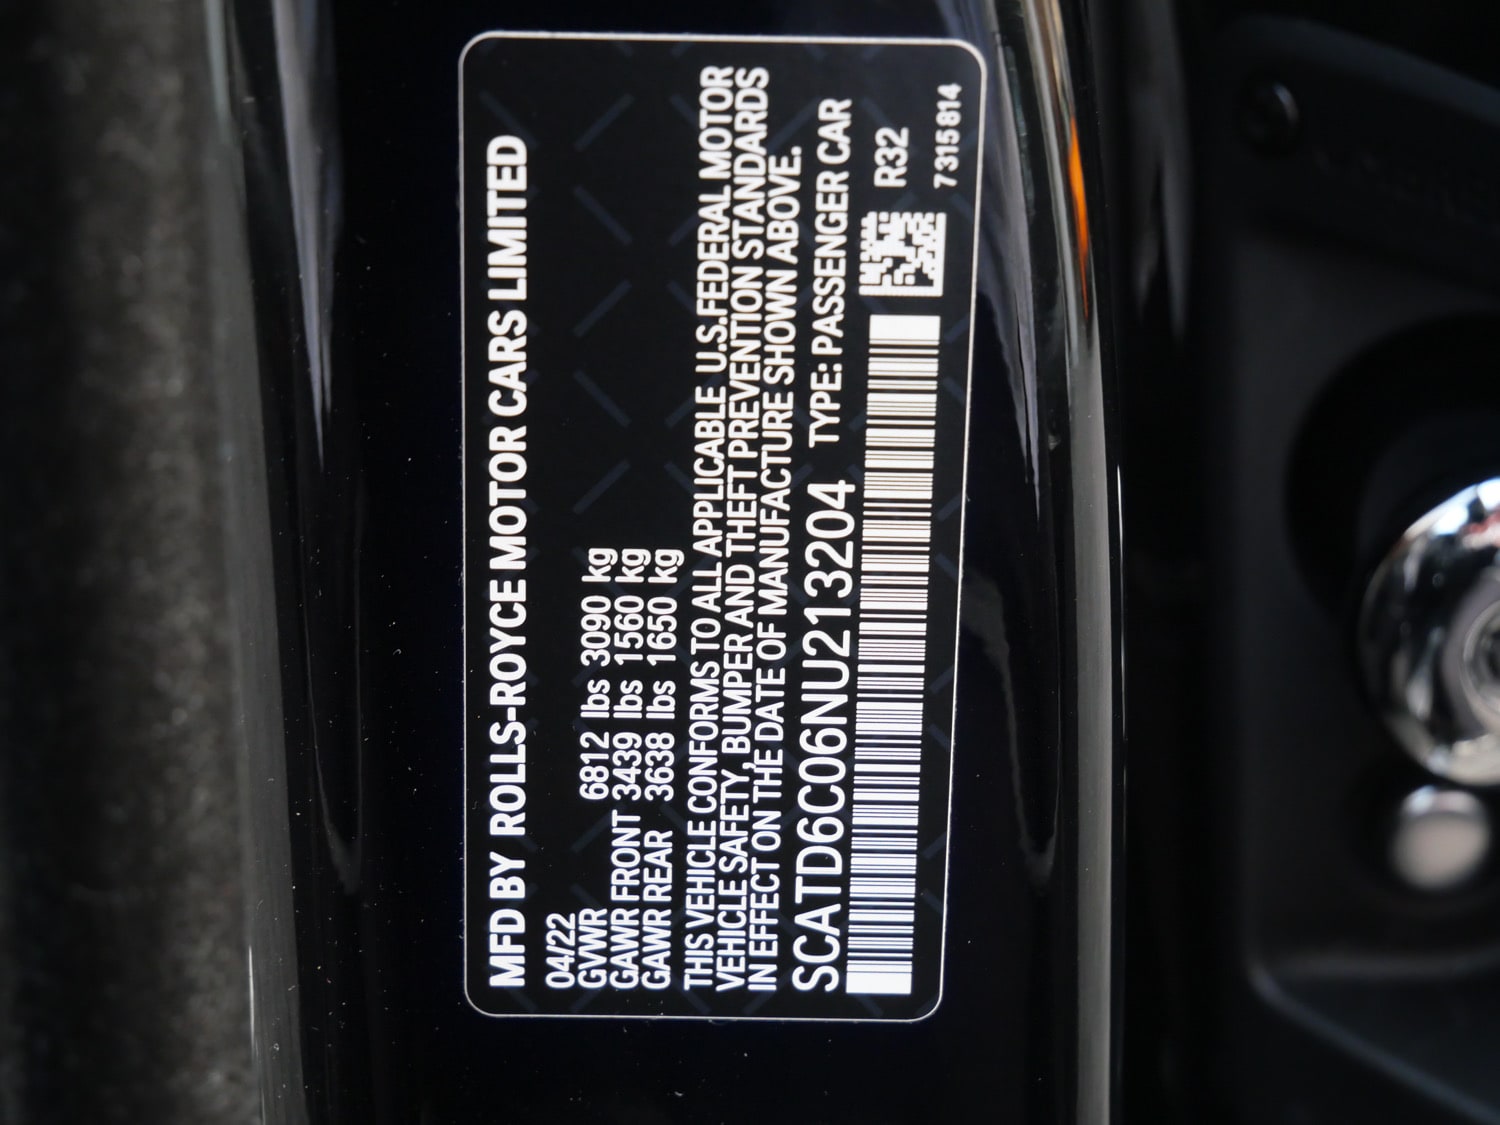 MFD BY ROLLS-ROYCE MOTOR CARS LIMITED
04/22
GVWR 6812 lbs 3090 kg
GAWR FRONT 3439 lbs 1560 kg
GAWR REAR 3638 lbs 1650 kg
THIS VEHICLE CONFORMS TO ALL APPLICABLE U.S.FEDERAL MOTOR
VEHICLE SAFETY, BUMPER AND THEFT PREVENTION STANDARDS
IN EFFECT ON THE DATE OF MANUFACTURE SHOWN ABOVE.
SCATD6C06NU213204 TYPE: PASSENGER CAR
R32
7315814